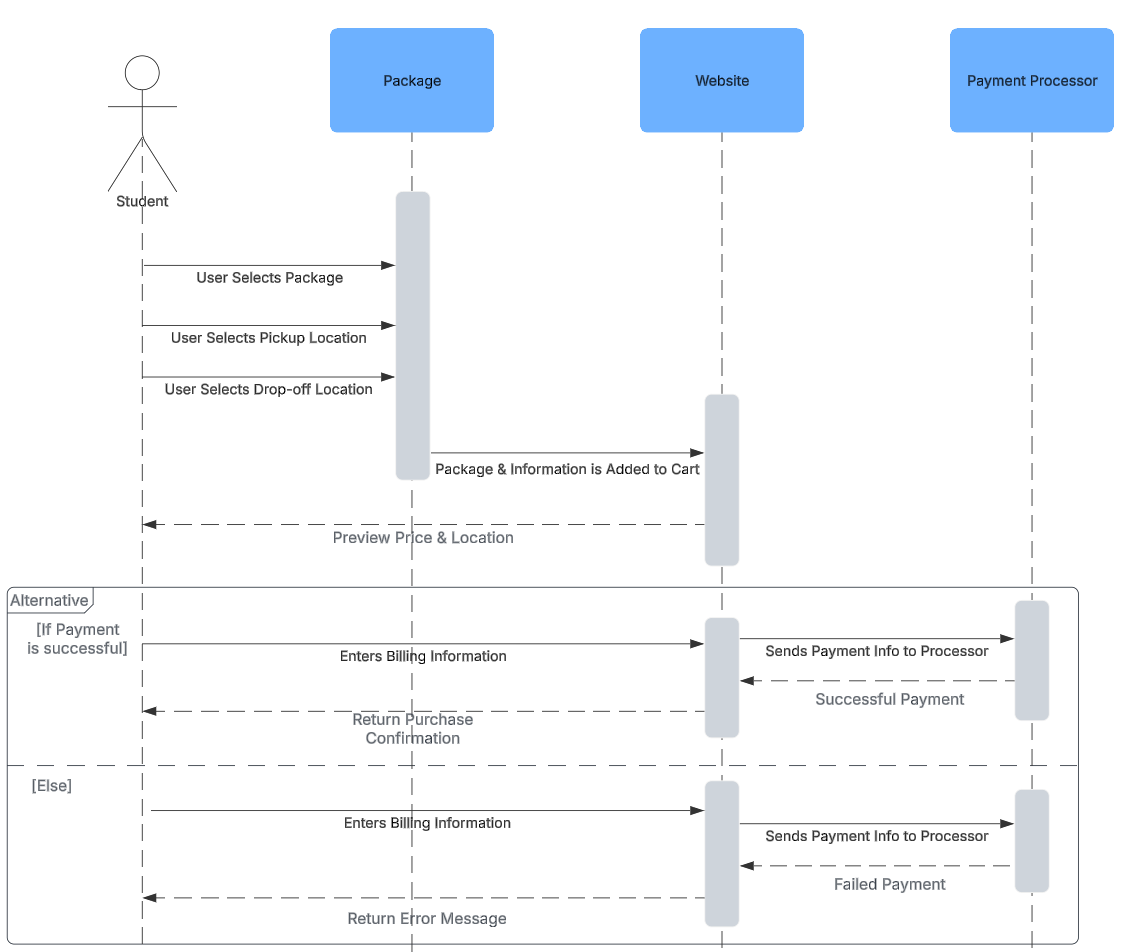 Package
Website
Payment Processor
Student
User Selects Package
User Selects Pickup Location
User Selects Drop-off Location
Package & Information is Added to Cart
Preview Price & Location
Alternative
[If Payment
is successful]
Enters Billing Information
Sends Payment Info to Processor
Successful Payment
Return Purchase
Confirmation
[Else]
Enters Billing Information
Sends Payment Info to Processor
Failed Payment
Return Error Message